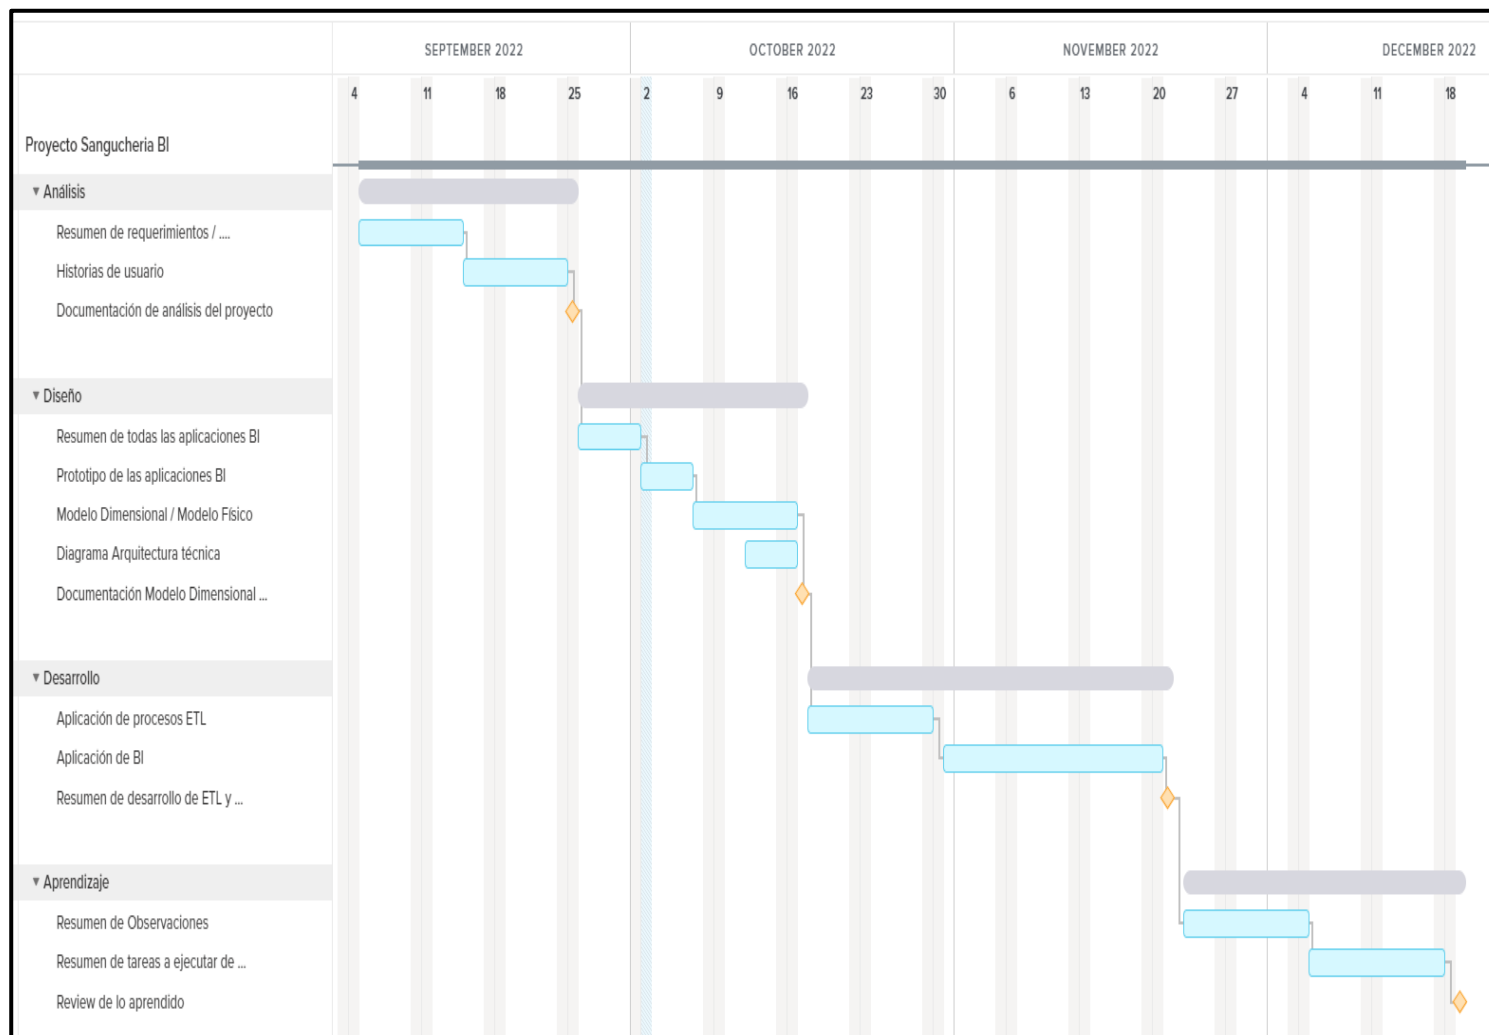 SEPTEMBER 2022 OCTOBER 2022 NOVEMBER 2022 DECEMBER 2022
4 11 18 25 2 9 16 23 30 6 13 20 27 4 11 18
Proyecto Sangucheria BI
Análisis
Resumen de requerimientos / ....
Historias de usuario
Documentación de análisis del proyecto
Diseño
Resumen de todas las aplicaciones BI
Prototipo de las aplicaciones BI
Modelo Dimensional / Modelo Físico
Diagrama Arquitectura técnica
Documentación Modelo Dimensional ...
Desarrollo
Aplicación de procesos ETL
Aplicación de BI
Resumen de desarrollo de ETL y ...
Aprendizaje
Resumen de Observaciones
Resumen de tareas a ejecutar de ...
Review de lo aprendido